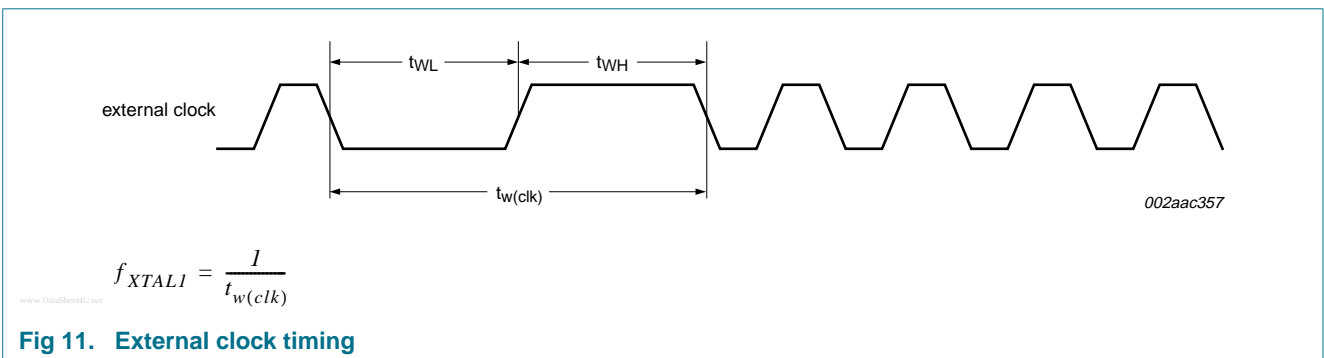 tWL tWH
external clock
tw(clk)
002aac357
fXTAL1 = 1 / tw(clk)
www.DataSheet4U.net
Fig 11. External clock timing